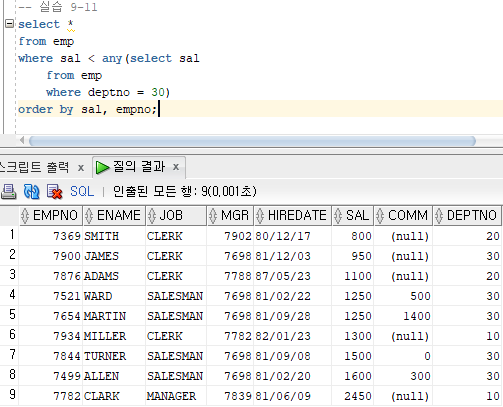 -- 실습 9-11
select *
from emp
where sal < any(select sal
from emp
where deptno = 30)
order by sal, empno;
스크립트 출력 x 질의 결과 x
SQL | 인출된 모든 행: 9(0,001초)
EMPNO ENAME JOB MGR HIREDATE SAL COMM DEPTNO
1 7369 SMITH CLERK 7902 80/12/17 800 (null) 20
2 7900 JAMES CLERK 7698 81/12/03 950 (null) 30
3 7876 ADAMS CLERK 7788 87/05/23 1100 (null) 20
4 7521 WARD SALESMAN 7698 81/02/22 1250 500 30
5 7654 MARTIN SALESMAN 7698 81/09/28 1250 1400 30
6 7934 MILLER CLERK 7782 82/01/23 1300 (null) 10
7 7844 TURNER SALESMAN 7698 81/09/08 1500 0 30
8 7499 ALLEN SALESMAN 7698 81/02/20 1600 300 30
9 7782 CLARK MANAGER 7839 81/06/09 2450 (null) 10